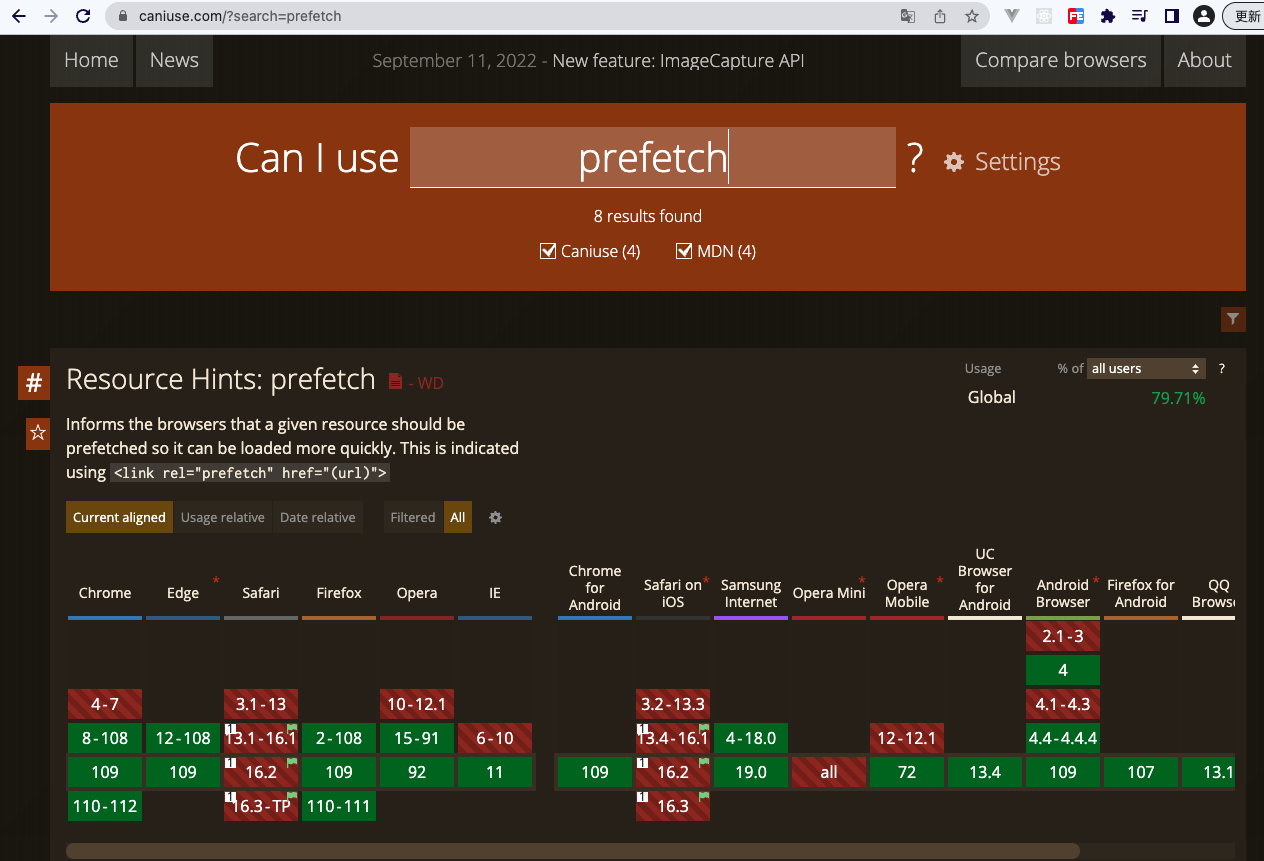 caniuse.com/?search=prefetch
更新
Home
News
September 11, 2022 - New feature: ImageCapture API
Compare browsers
About
Can I use prefetch ? Settings
8 results found
Caniuse (4) MDN (4)
# Resource Hints: prefetch - WD
Usage % of all users ?
Global 79.71%
Informs the browsers that a given resource should be
prefetched so it can be loaded more quickly. This is indicated
using <link rel="prefetch" href="(url)">
Current aligned Usage relative Date relative Filtered All
Chrome Edge * Safari Firefox Opera IE Chrome for Android Safari on iOS * Samsung Internet Opera Mini * Opera Mobile * UC Browser for Android Android Browser * Firefox for Android QQ
2.1-3
4
4-7 3.1-13 10-12.1 3.2-13.3 4.1-4.3
8-108 12-108 1 13.1-16.1 2-108 15-91 6-10 1 13.4-16.1 4-18.0 12-12.1 4.4-4.4.4
109 109 1 16.2 109 92 11 109 1 16.2 19.0 all 72 13.4 109 107 13.1
110-112 1 16.3-TP 110-111 1 16.3